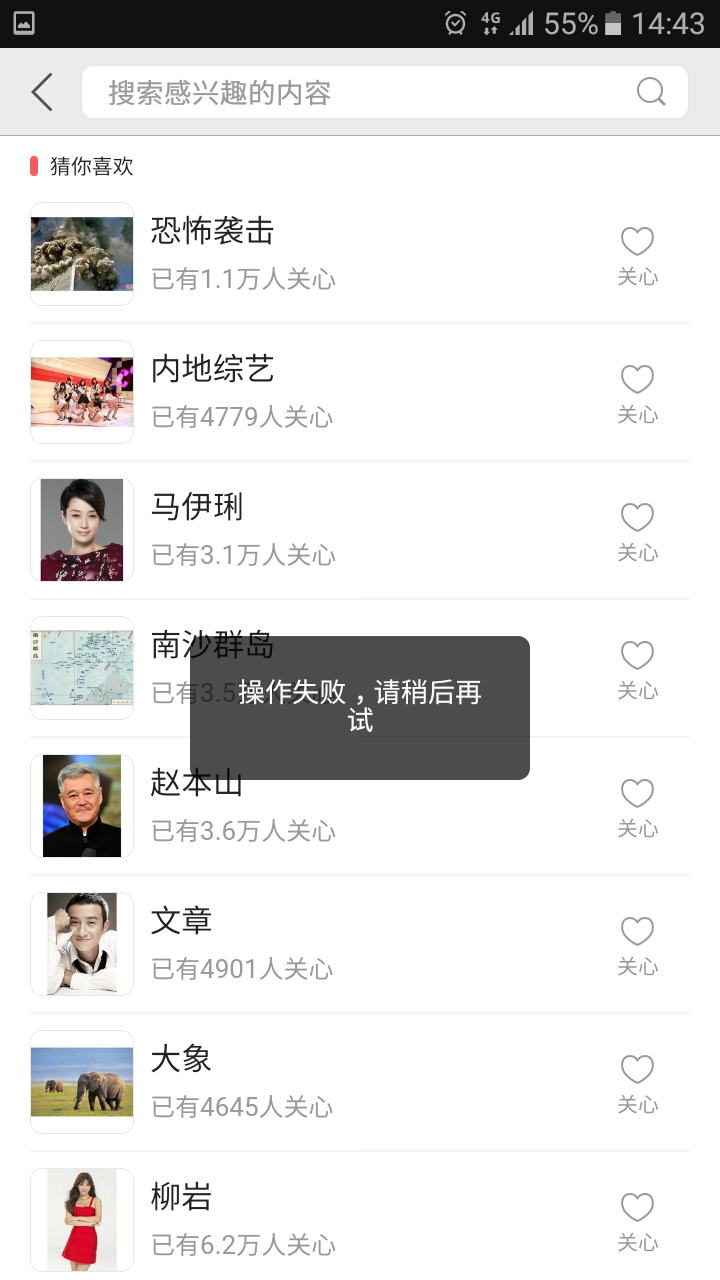 4G 55% 14:43
搜索感兴趣的内容
猜你喜欢
恐怖袭击
已有1.1万人关心
关心
内地综艺
已有4779人关心
关心
马伊琍
已有3.1万人关心
关心
南沙群岛
已有3.5
关心
操作失败，请稍后再
试
赵本山
已有3.6万人关心
关心
文章
已有4901人关心
关心
大象
已有4645人关心
关心
柳岩
已有6.2万人关心
关心